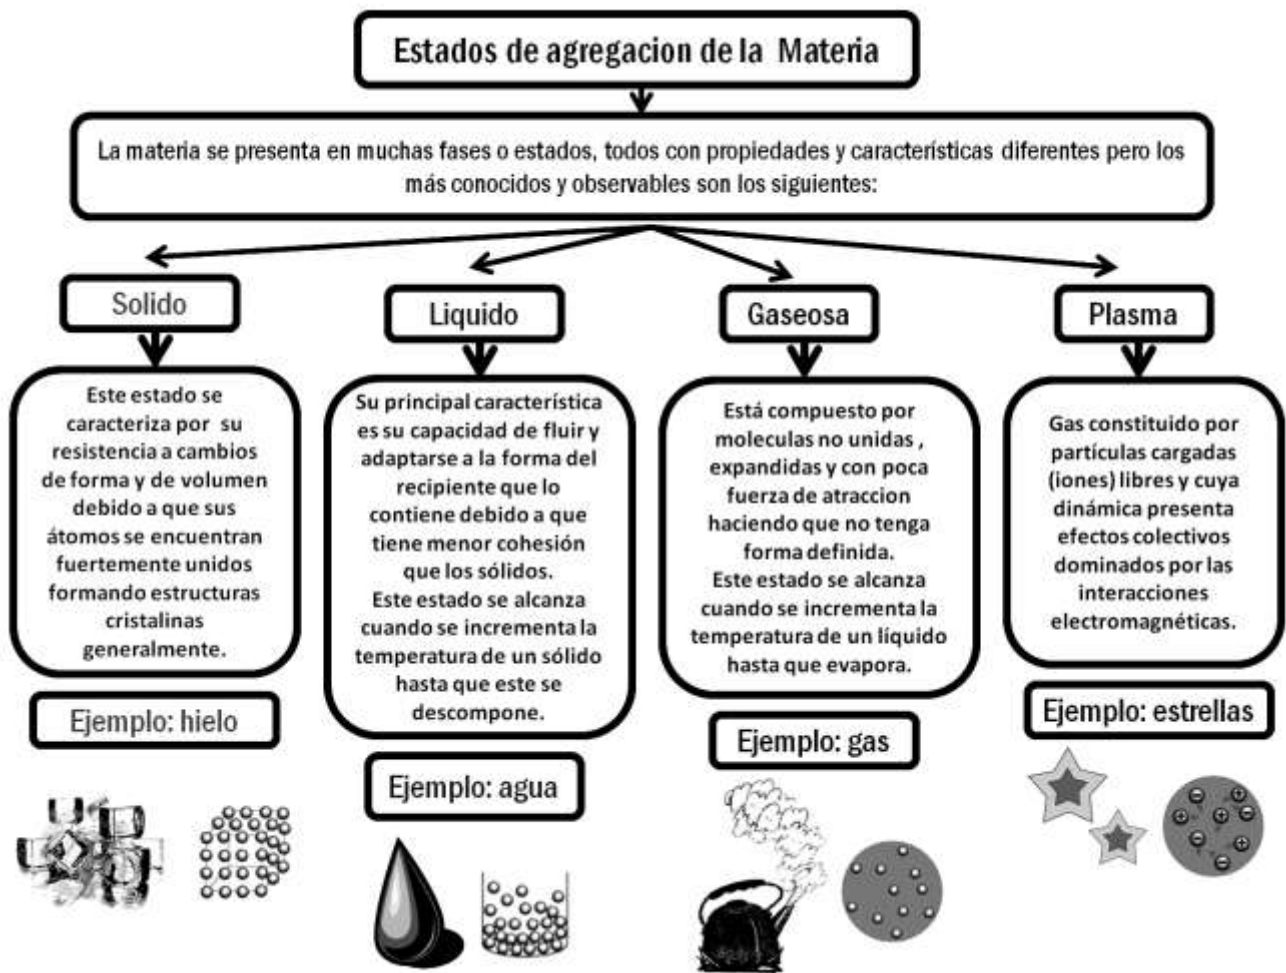 Estados de agregacion de la Materia
La materia se presenta en muchas fases o estados, todos con propiedades y características diferentes pero los
más conocidos y observables son los siguientes:
Solido
Este estado se
caracteriza por su
resistencia a cambios
de forma y de volumen
debido a que sus
átomos se encuentran
fuertemente unidos
formando estructuras
cristalinas
generalmente.
Ejemplo: hielo
Liquido
Su principal característica
es su capacidad de fluir y
adaptarse a la forma del
recipiente que lo
contiene debido a que
tiene menor cohesión
que los sólidos.
Este estado se alcanza
cuando se incrementa la
temperatura de un sólido
hasta que este se
descompone.
Ejemplo: agua
Gaseosa
Está compuesto por
moleculas no unidas ,
expandidas y con poca
fuerza de atraccion
haciendo que no tenga
forma definida.
Este estado se alcanza
cuando se incrementa la
temperatura de un líquido
hasta que evapora.
Ejemplo: gas
Plasma
Gas constituido por
partículas cargadas
(iones) libres y cuya
dinámica presenta
efectos colectivos
dominados por las
interacciones
electromagnéticas.
Ejemplo: estrellas